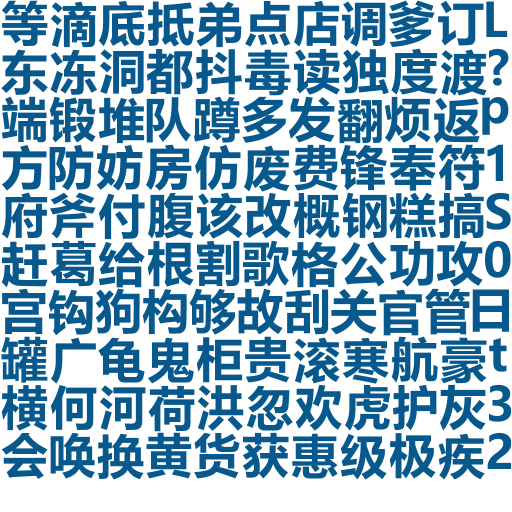 等滴底抵弟点店调爹订L
东冻洞都抖毒读独度渡?
端锻堆队蹲多发翻烦返p
方防妨房仿废费锋奉符1
府斧付腹该改概钢糕搞S
赶葛给根割歌格公功攻0
宫钩狗构够故刮关官管日
罐广龟鬼柜贵滚寒航豪t
横何河荷洪忽欢虎护灰3
会唤换黄货获惠级极疾2